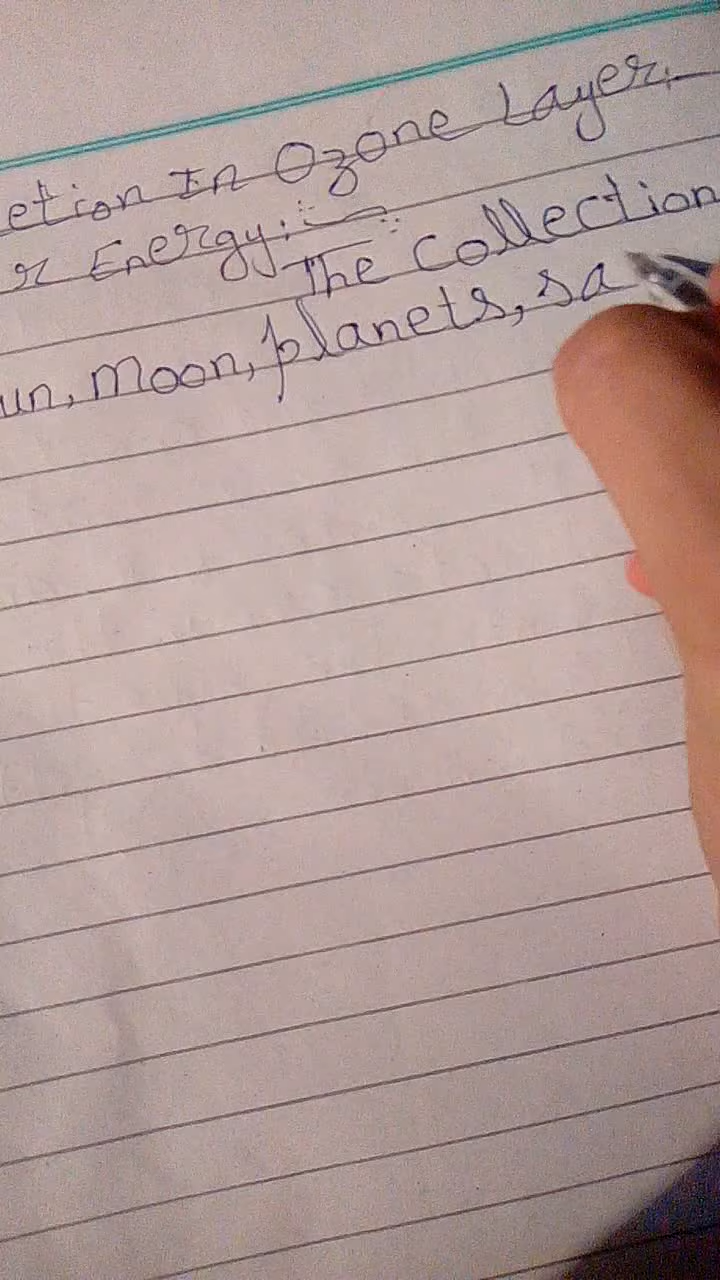 etion In Ozone Layer.
r Energy:
The Collection
un, Moon, planets, sa